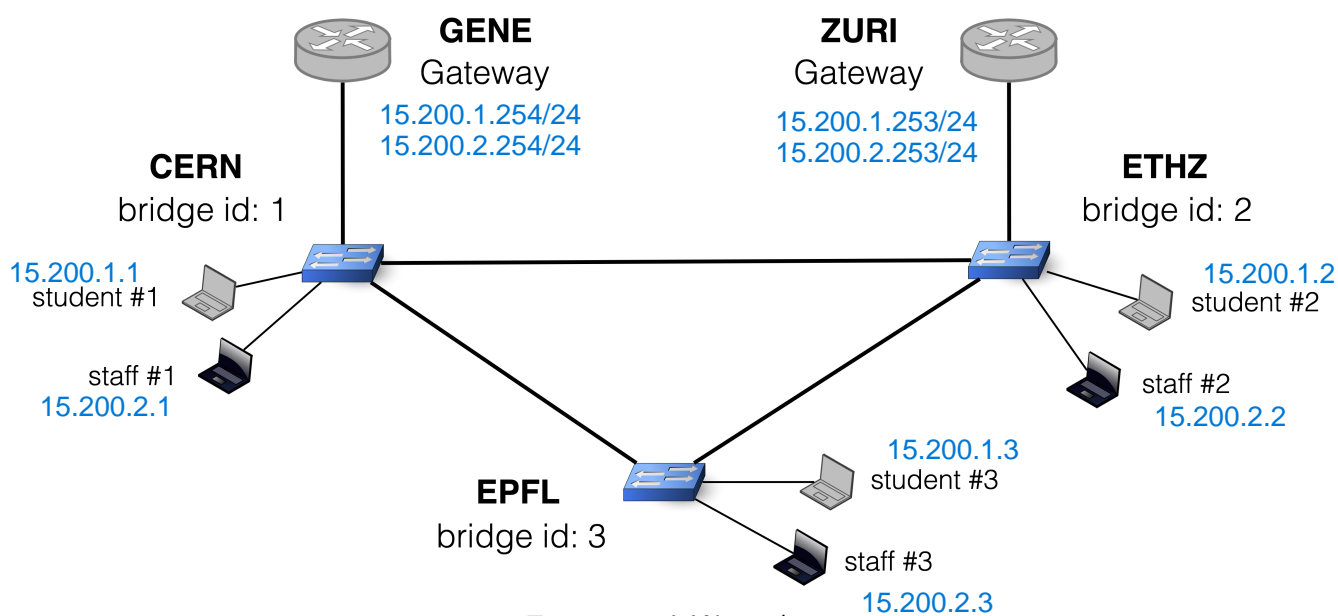 GENE
Gateway
15.200.1.254/24
15.200.2.254/24
ZURI
Gateway
15.200.1.253/24
15.200.2.253/24
CERN
bridge id: 1
ETHZ
bridge id: 2
15.200.1.1
student #1
staff #1
15.200.2.1
15.200.1.2
student #2
staff #2
15.200.2.2
EPFL
bridge id: 3
15.200.1.3
student #3
staff #3
15.200.2.3